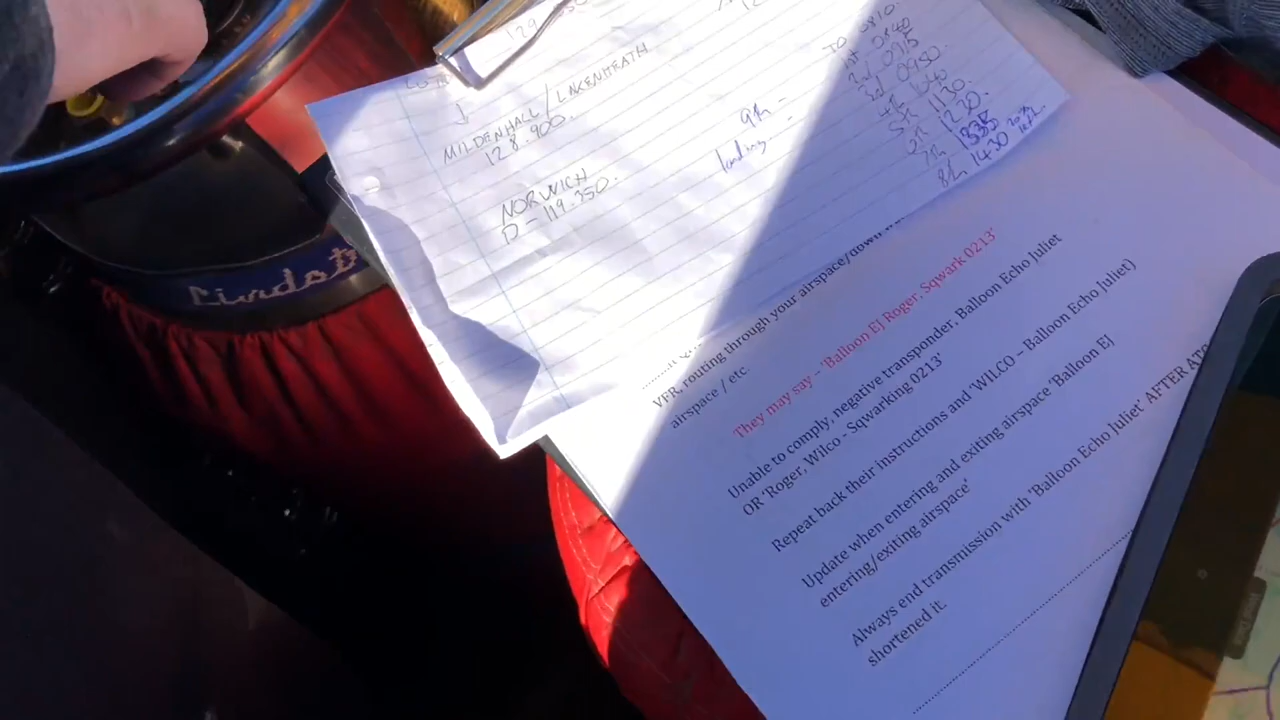 MILDENHALL / LAKENHEATH
128.900.
NORWICH
D - 119.350.
TO 0810.
1st 0840
2nd 0915
3rd 0950
4th 1040
5th 1130
6th 1220.
7th 1335
8th 1430
9th -
landing -
VFR, routing through your airspace/down
airspace / etc.
They may say – 'Balloon EJ Roger, Sqwark 0213'
Unable to comply, negative transponder, Balloon Echo Juliet
OR 'Roger, Wilco - Sqwarking 0213'
Repeat back their instructions and 'WILCO – Balloon Echo Juliet)
Update when entering and exiting airspace 'Balloon EJ
entering/exiting airspace'
Always end transmission with 'Balloon Echo Juliet' AFTER ATC
shortened it.
Lindstr